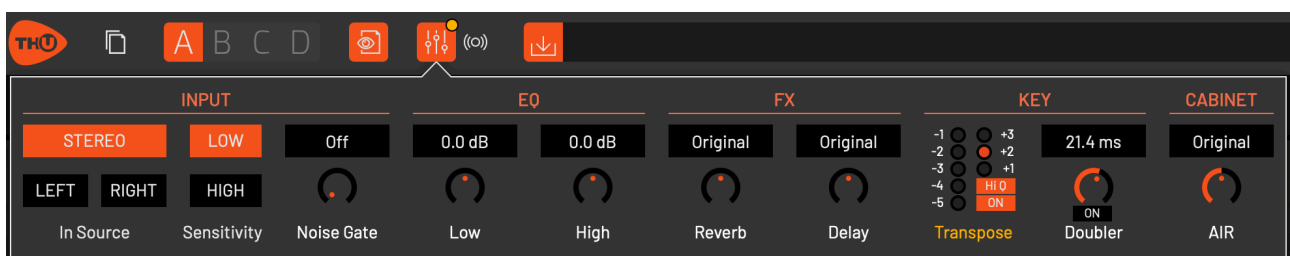 THU A B C D
INPUT EQ FX KEY CABINET
STEREO LOW Off 0.0 dB 0.0 dB Original Original -1 +3 21.4 ms Original
-2 +2
-3 +1
LEFT RIGHT HIGH -4 Hi Q
-5 ON ON
In Source Sensitivity Noise Gate Low High Reverb Delay Transpose Doubler AIR